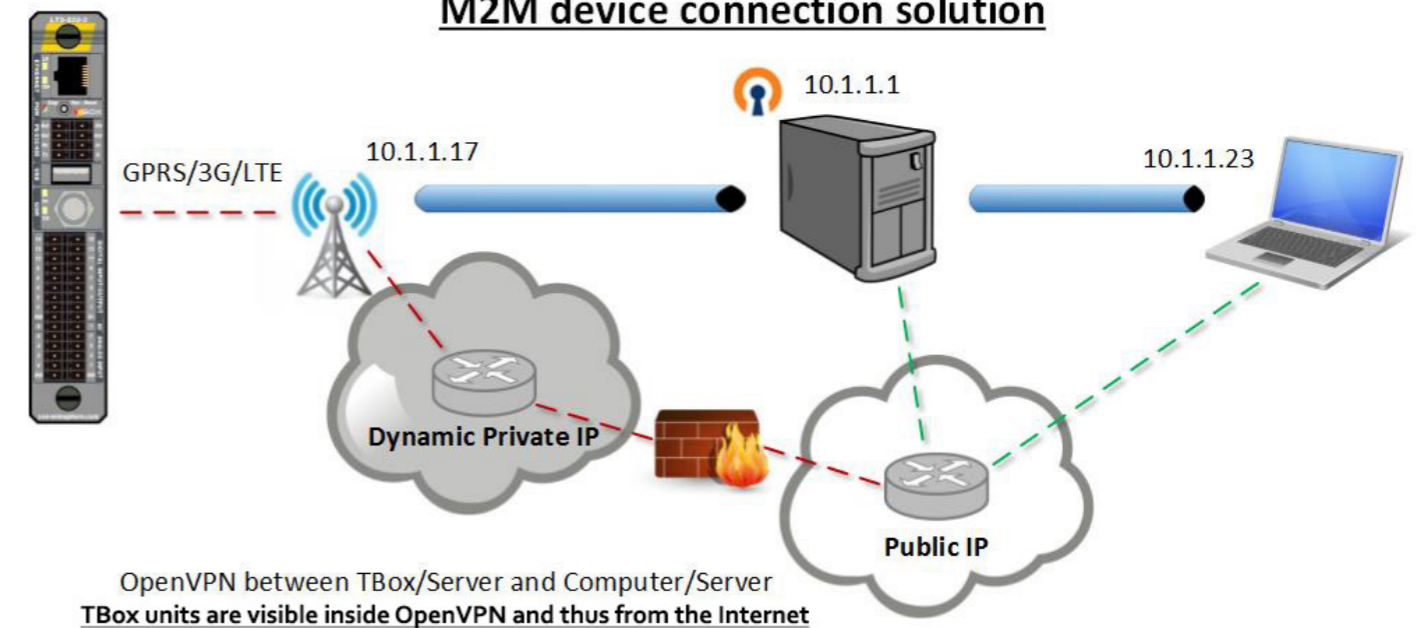 M2M device connection solution
10.1.1.1
10.1.1.17
10.1.1.23
GPRS/3G/LTE
Dynamic Private IP
Public IP
OpenVPN between TBox/Server and Computer/Server
TBox units are visible inside OpenVPN and thus from the Internet